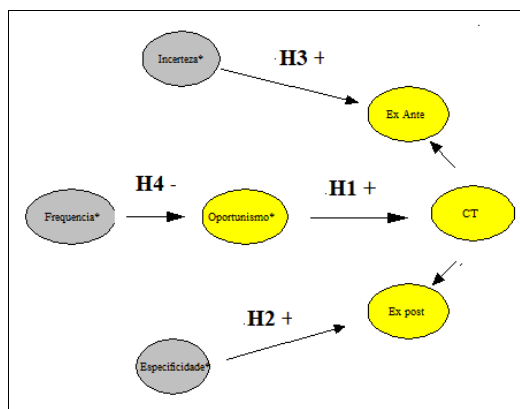 Incerteza*
H3 +
Ex Ante
H4 -
H1 +
Frequencia*
Oportunismo*
CT
Ex post
H2 +
Especificidade*